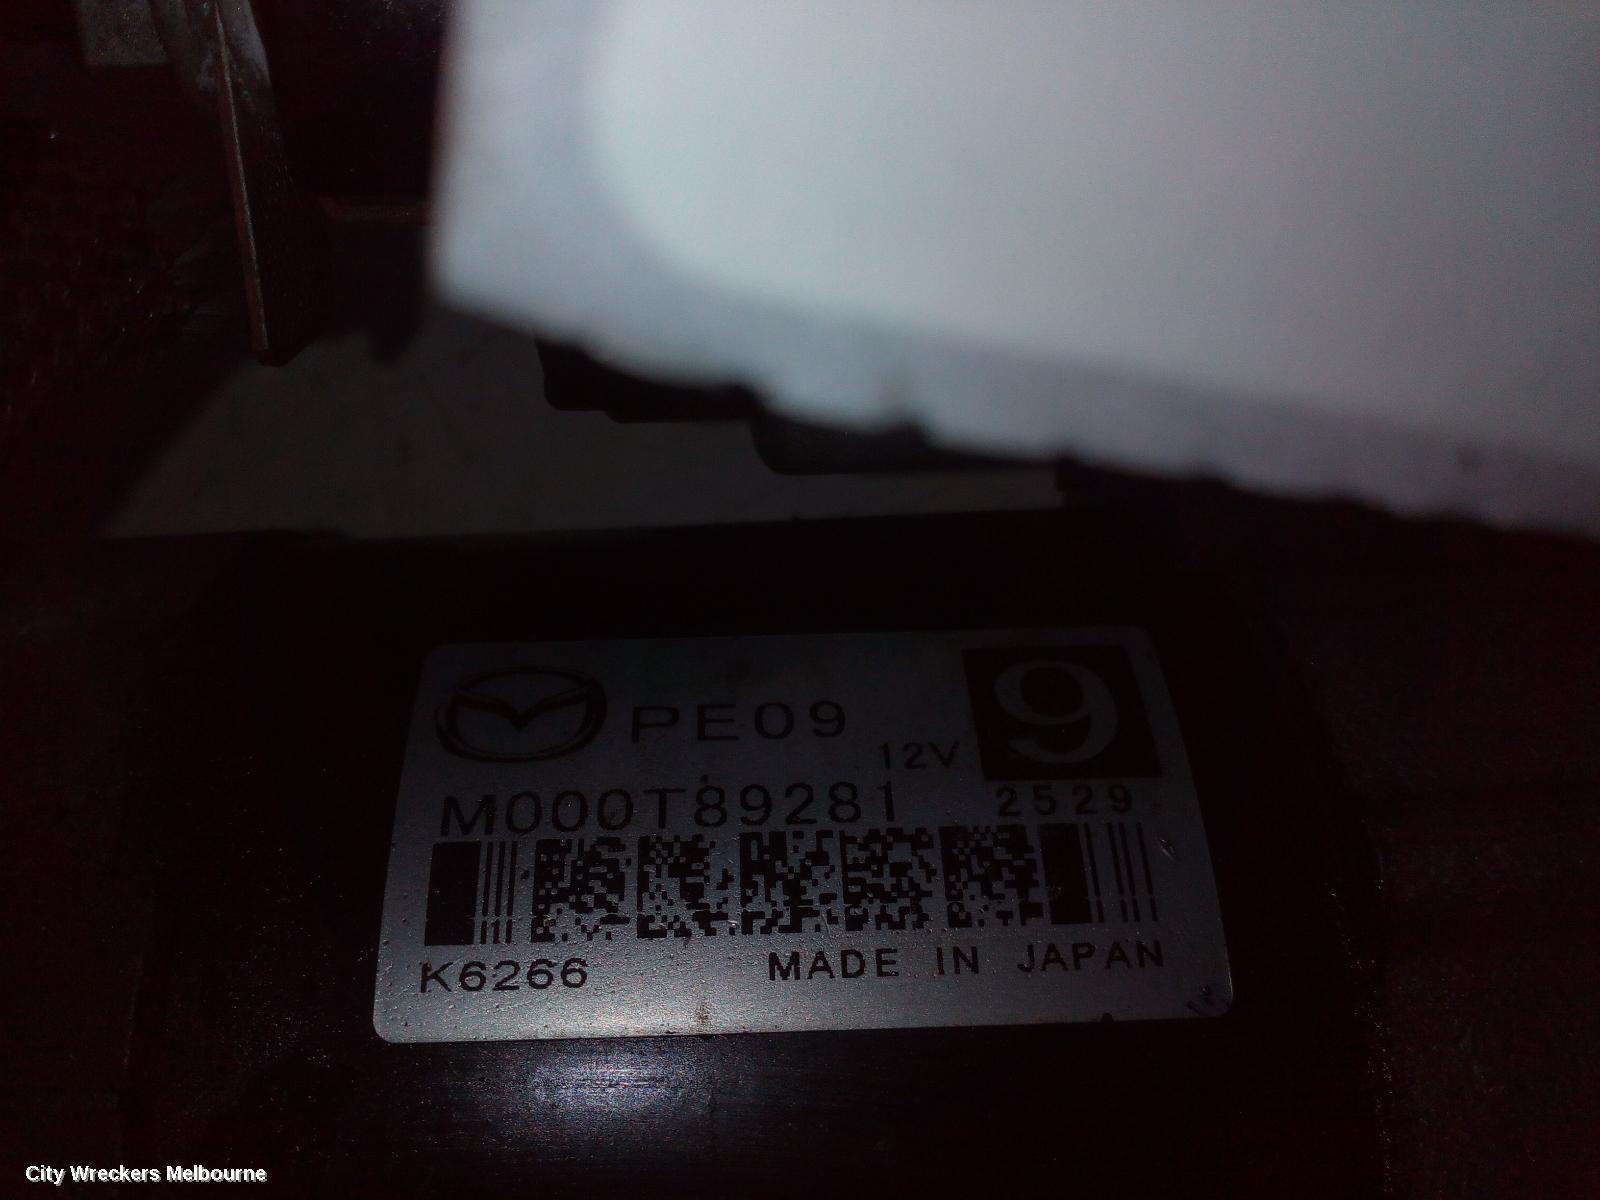 PE09
12V
9
M000T89281
2529
K6266
MADE IN JAPAN
City Wreckers Melbourne